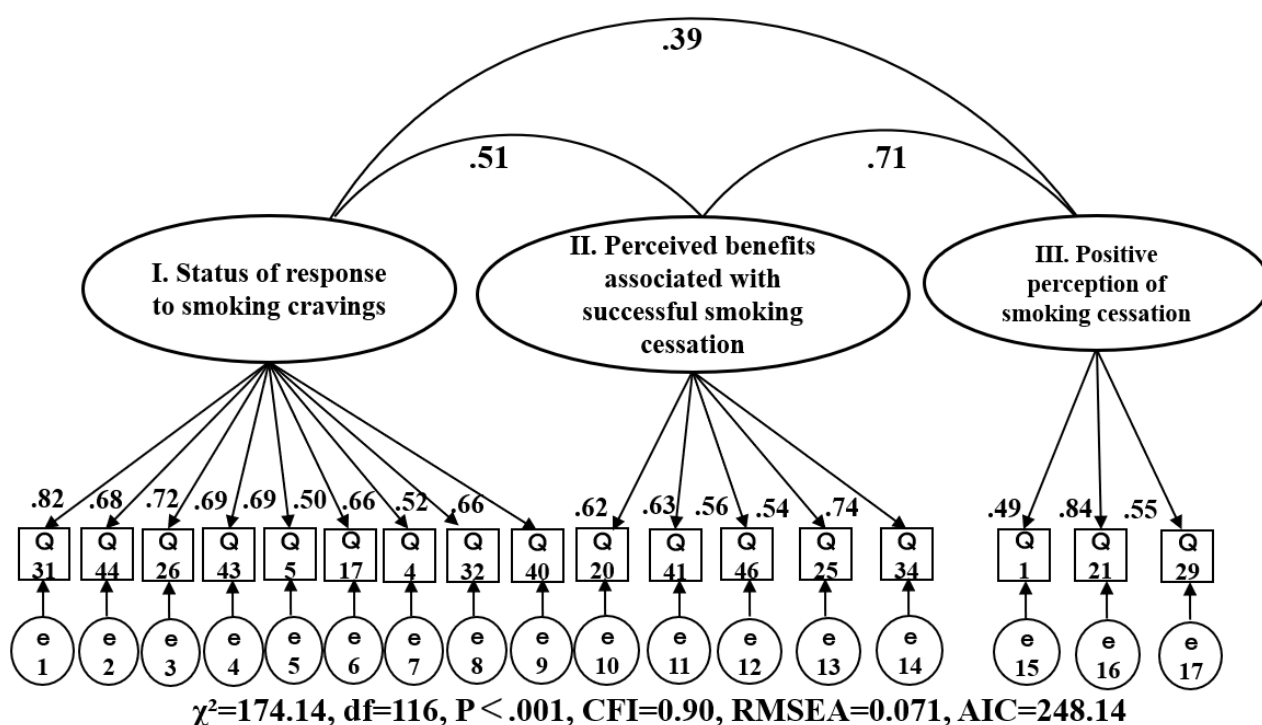 .39
.51
.71
I. Status of response
to smoking cravings
II. Perceived benefits
associated with
successful smoking
cessation
III. Positive
perception of
smoking cessation
.82 .68 .72 .69 .69 .50 .66 .52 .66 .62 .63 .56 .54 .74 .49 .84 .55
Q Q Q Q Q Q Q Q Q Q Q Q Q Q Q Q Q
31 44 26 43 5 17 4 32 40 20 41 46 25 34 1 21 29
e e e e e e e e e e e e e e e e e
1 2 3 4 5 6 7 8 9 10 11 12 13 14 15 16 17
χ²=174.14, df=116, P＜.001, CFI=0.90, RMSEA=0.071, AIC=248.14